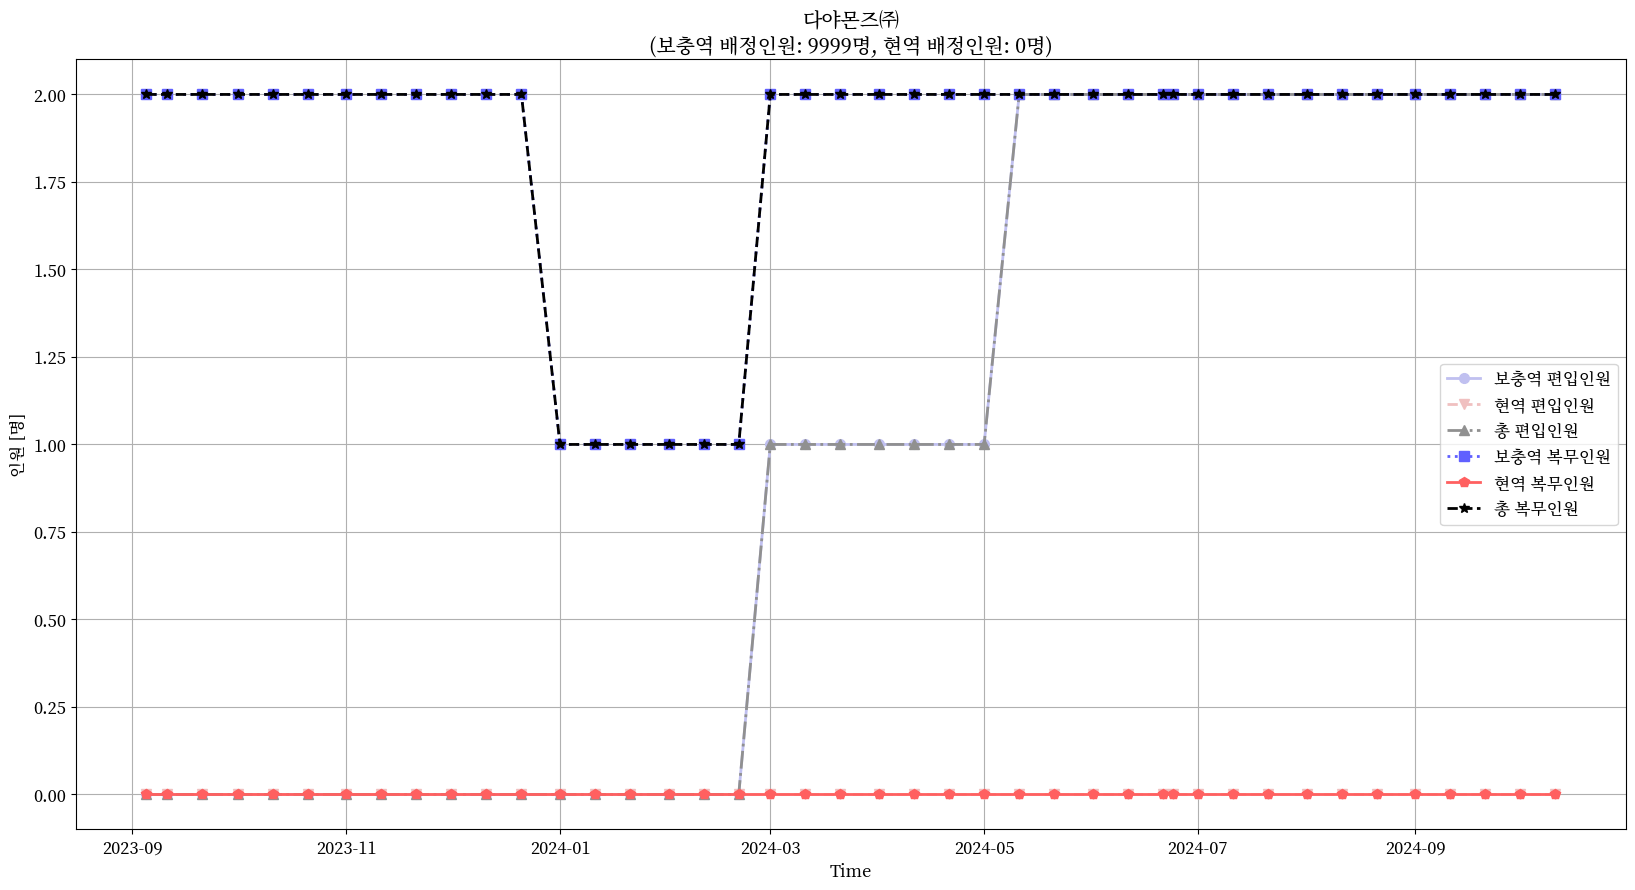 다야몬즈㈜
(보충역 배정인원: 9999명, 현역 배정인원: 0명)
2.00
1.75
1.50
1.25
1.00
0.75
0.50
0.25
0.00
인원 [명]
보충역 편입인원
현역 편입인원
총 편입인원
보충역 복무인원
현역 복무인원
총 복무인원
2023-09
2023-11
2024-01
2024-03
2024-05
2024-07
2024-09
Time